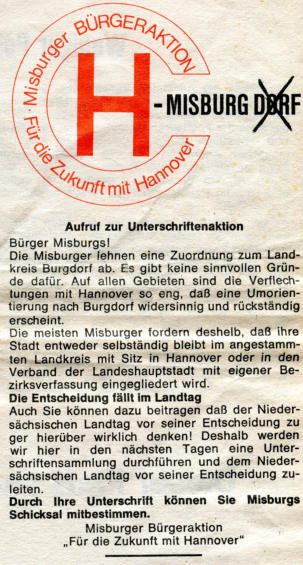 Misburger BÜRGERAKTION
Für die Zukunft mit Hannover
H
-MISBURG DORF
Aufruf zur Unterschriftenaktion
Bürger Misburgs!
Die Misburger lehnen eine Zuordnung zum Land-
kreis Burgdorf ab. Es gibt keine sinnvollen Grün-
de dafür. Auf allen Gebieten sind die Verflech-
tungen mit Hannover so eng, daß eine Umorien-
tierung nach Burgdorf widersinnig und rückständig
erscheint.
Die meisten Misburger fordern deshelb, daß ihre
Stadt entweder selbständig bleibt im angestamm-
ten Landkreis mit Sitz in Hannover oder in den
Verband der Landeshauptstadt mit eigener Be-
zirksverfassung eingegliedert wird.
Die Entscheidung fällt im Landtag
Auch Sie können dazu beitragen daß der Nieder-
sächsischen Landtag vor seiner Entscheidung zu
ger hierüber wirklich denken! Deshalb werden
wir hier in den nächsten Tagen eine Unter-
schriftensammlung durchführen und dem Nieder-
sächsischen Landtag vor seiner Entscheidung zu-
leiten.
Durch Ihre Unterschrift können Sie Misburgs
Schicksal mitbestimmen.
Misburger Bürgeraktion
„Für die Zukunft mit Hannover"